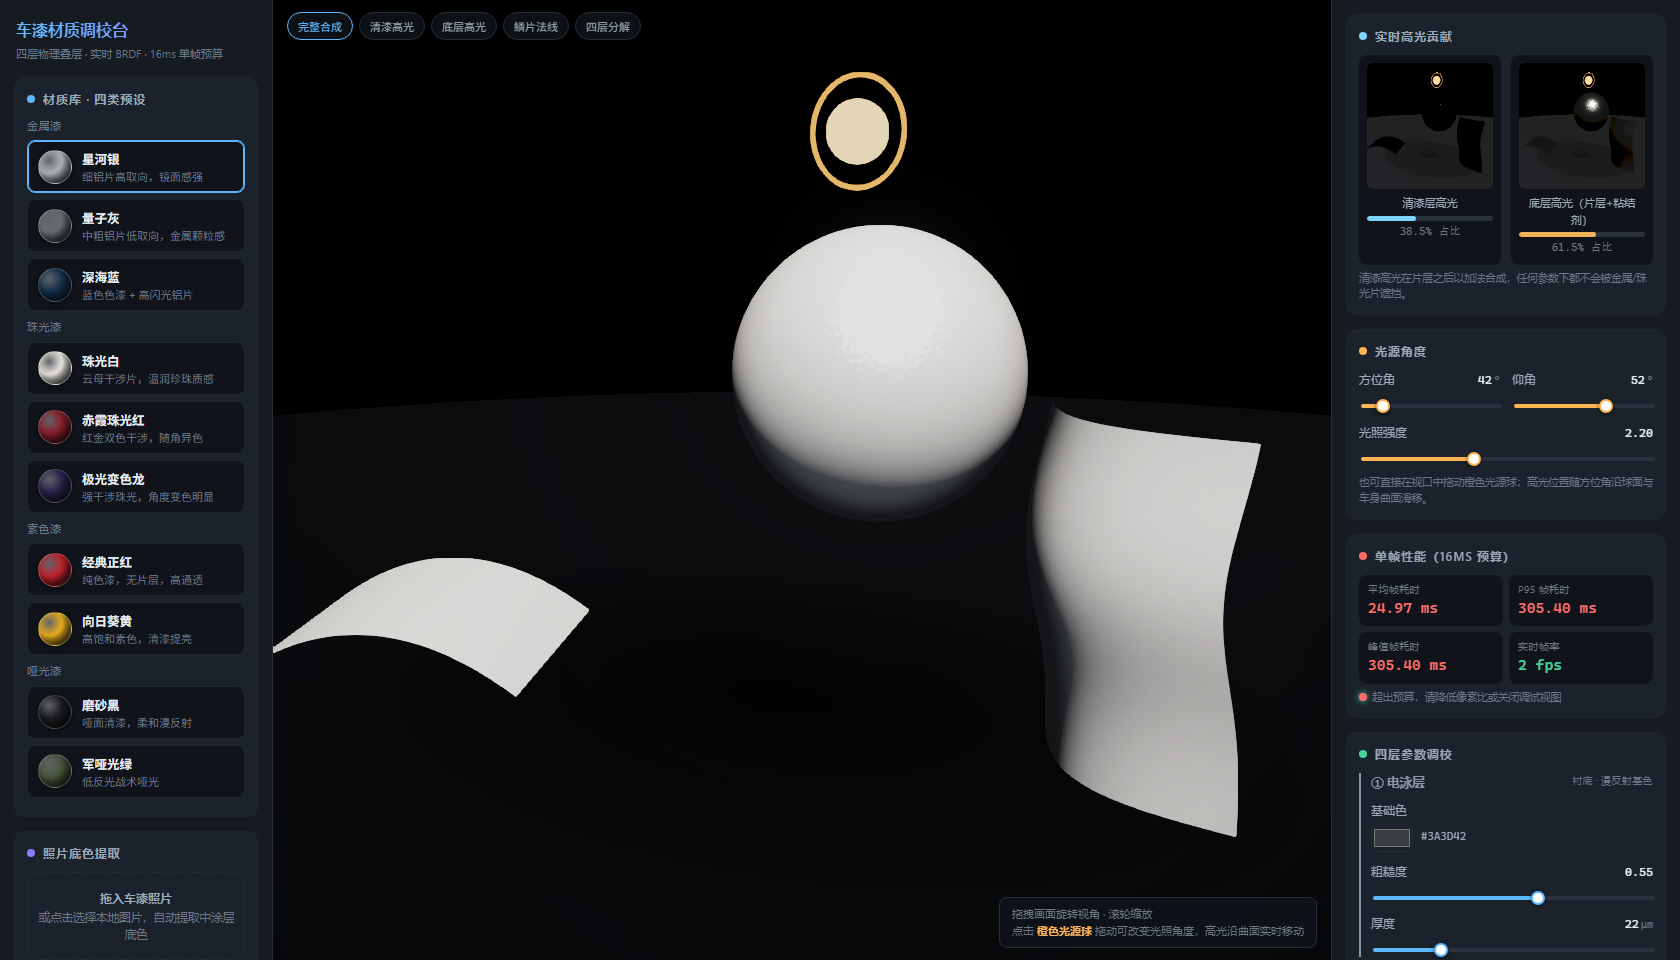 车漆材质调校台
四层物理叠层 · 实时 BRDF · 16ms 单帧预算
材质库 · 四类预设
金属漆
星河银
细铝片高取向，镜面感强
量子灰
中粗铝片低取向，金属颗粒感
深海蓝
蓝色色漆 + 高闪光铝片
珠光漆
珠光白
云母干涉片，温润珍珠质感
赤霞珠光红
红金双色干涉，随角异色
极光变色龙
强干涉珠光，角度变色明显
素色漆
经典正红
纯色漆，无片层，高通透
向日葵黄
高饱和素色，清漆提亮
哑光漆
磨砂黑
哑面清漆，柔和漫反射
军哑光绿
低反光战术哑光
照片底色提取
拖入车漆照片
或点击选择本地图片，自动提取中涂层
底色
完整合成
清漆高光
底层高光
鳞片法线
四层分解
拖拽画面旋转视角 · 滚轮缩放
点击 橙色光源球 拖动可改变光照角度，高光沿曲面实时移动
实时高光贡献
清漆层高光
38.5% 占比
底层高光（片层+粘结
剂）
61.5% 占比
清漆高光在片层之后以加法合成，任何参数下都不会被金属/珠
光片遮挡。
光源角度
方位角 42°
仰角 52°
光照强度 2.20
也可直接在视口中拖动橙色光源球；高光位置随方位角沿球面与
车身曲面滑移。
单帧性能（16MS 预算）
平均帧耗时
24.97 ms
P95 帧耗时
305.40 ms
峰值帧耗时
305.40 ms
实时帧率
2 fps
超出预算，请降低像素比或关闭调试视图
四层参数调校
① 电泳层 衬底 · 漫反射基色
基础色
#3A3D42
粗糙度 0.55
厚度 22 μm